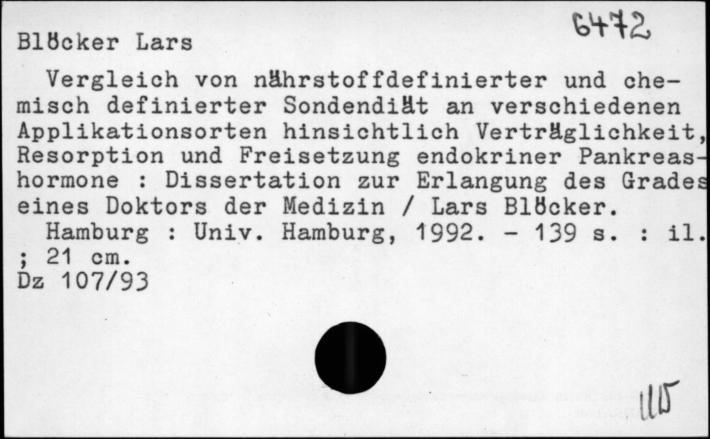 6472
Blöcker Lars
Vergleich von nährstoffdefinierter und che-
misch definierter Sondendiät an verschiedenen
Applikationsorten hinsichtlich Verträglichkeit,
Resorption und Freisetzung endokriner Pankreas-
hormone : Dissertation zur Erlangung des Grades
eines Doktors der Medizin / Lars Blöcker.
Hamburg : Univ. Hamburg, 1992. - 139 s. : il.
; 21 cm.
Dz 107/93